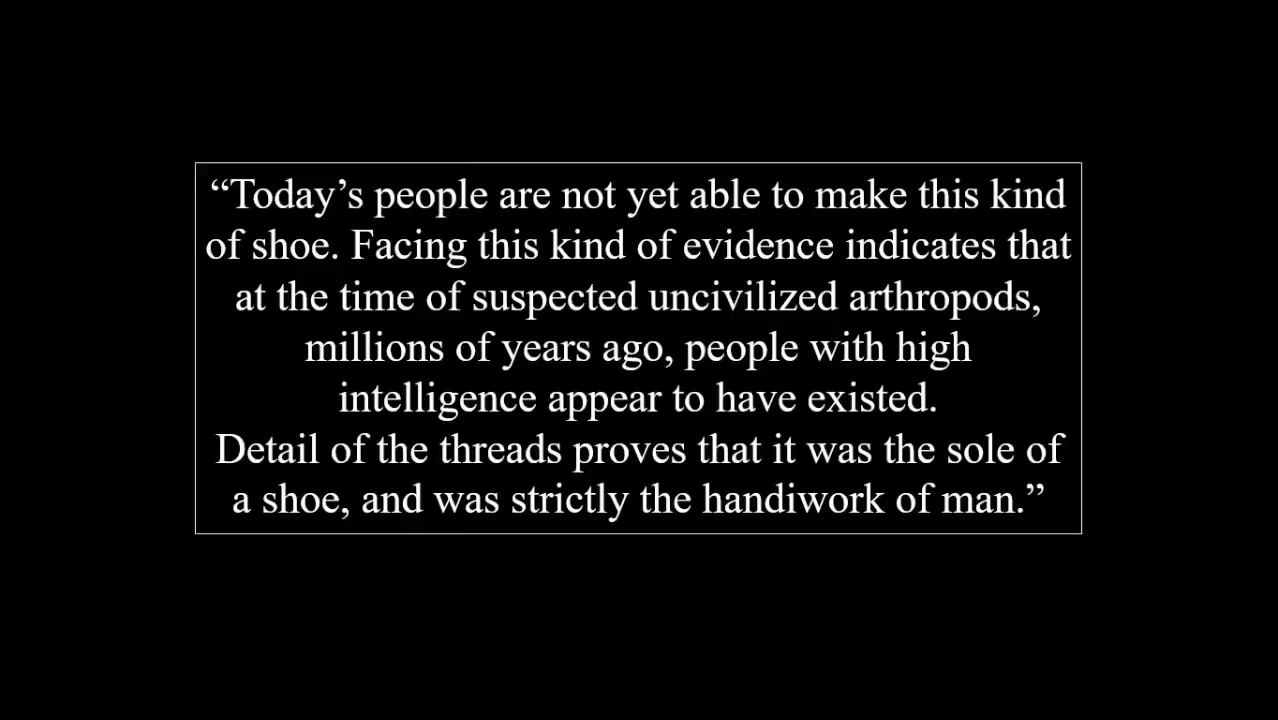 “Today’s people are not yet able to make this kind
of shoe. Facing this kind of evidence indicates that
at the time of suspected uncivilized arthropods,
millions of years ago, people with high
intelligence appear to have existed.
Detail of the threads proves that it was the sole of
a shoe, and was strictly the handiwork of man.”